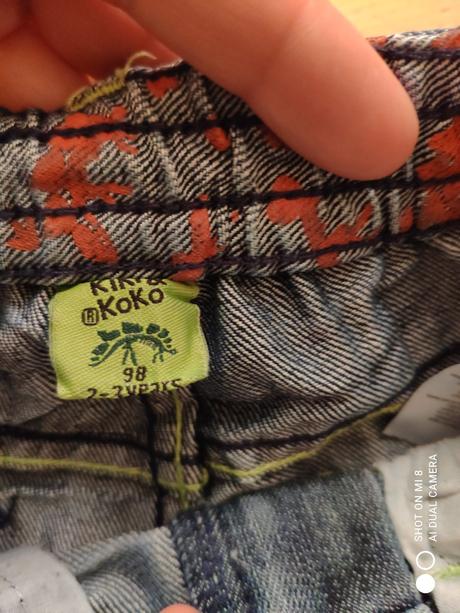 KIKI &
® KOKO
98
2-3 YEARS
SHOT ON MI 8
AI DUAL CAMERA